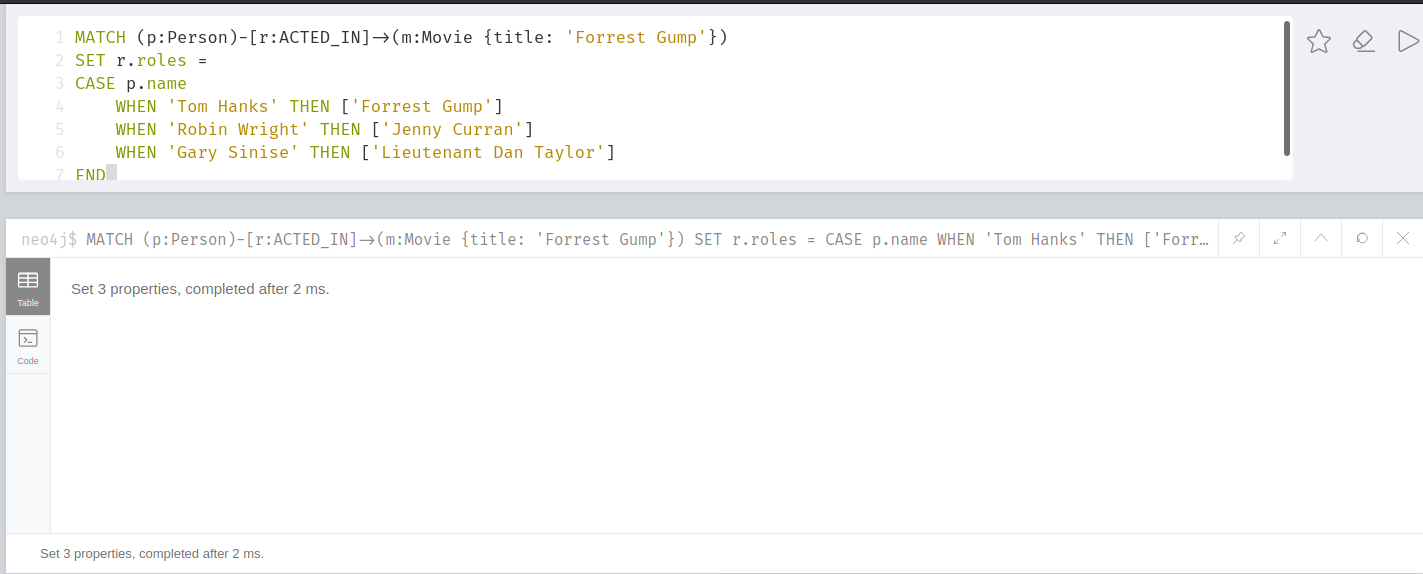 1 MATCH (p:Person)-[r:ACTED_IN]->(m:Movie {title: 'Forrest Gump'})
2 SET r.roles =
3 CASE p.name
4 WHEN 'Tom Hanks' THEN ['Forrest Gump']
5 WHEN 'Robin Wright' THEN ['Jenny Curran']
6 WHEN 'Gary Sinise' THEN ['Lieutenant Dan Taylor']
7 END
neo4j$ MATCH (p:Person)-[r:ACTED_IN]->(m:Movie {title: 'Forrest Gump'}) SET r.roles = CASE p.name WHEN 'Tom Hanks' THEN ['Forr…
Table
Set 3 properties, completed after 2 ms.
Code
Set 3 properties, completed after 2 ms.